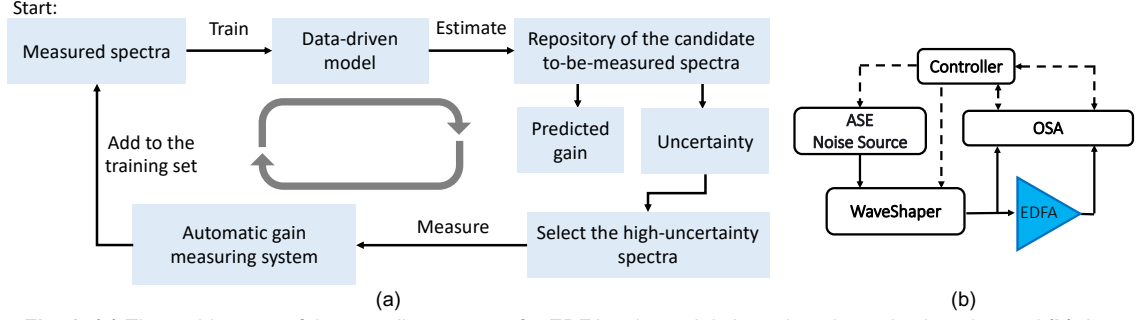 Start:
Measured spectra
Train
Data-driven
model
Estimate
Repository of the candidate
to-be-measured spectra
Predicted
gain
Uncertainty
Add to the
training set
Automatic gain
measuring system
Measure
Select the high-uncertainty
spectra
(a)
Controller
ASE
Noise Source
OSA
WaveShaper
EDFA
(b)